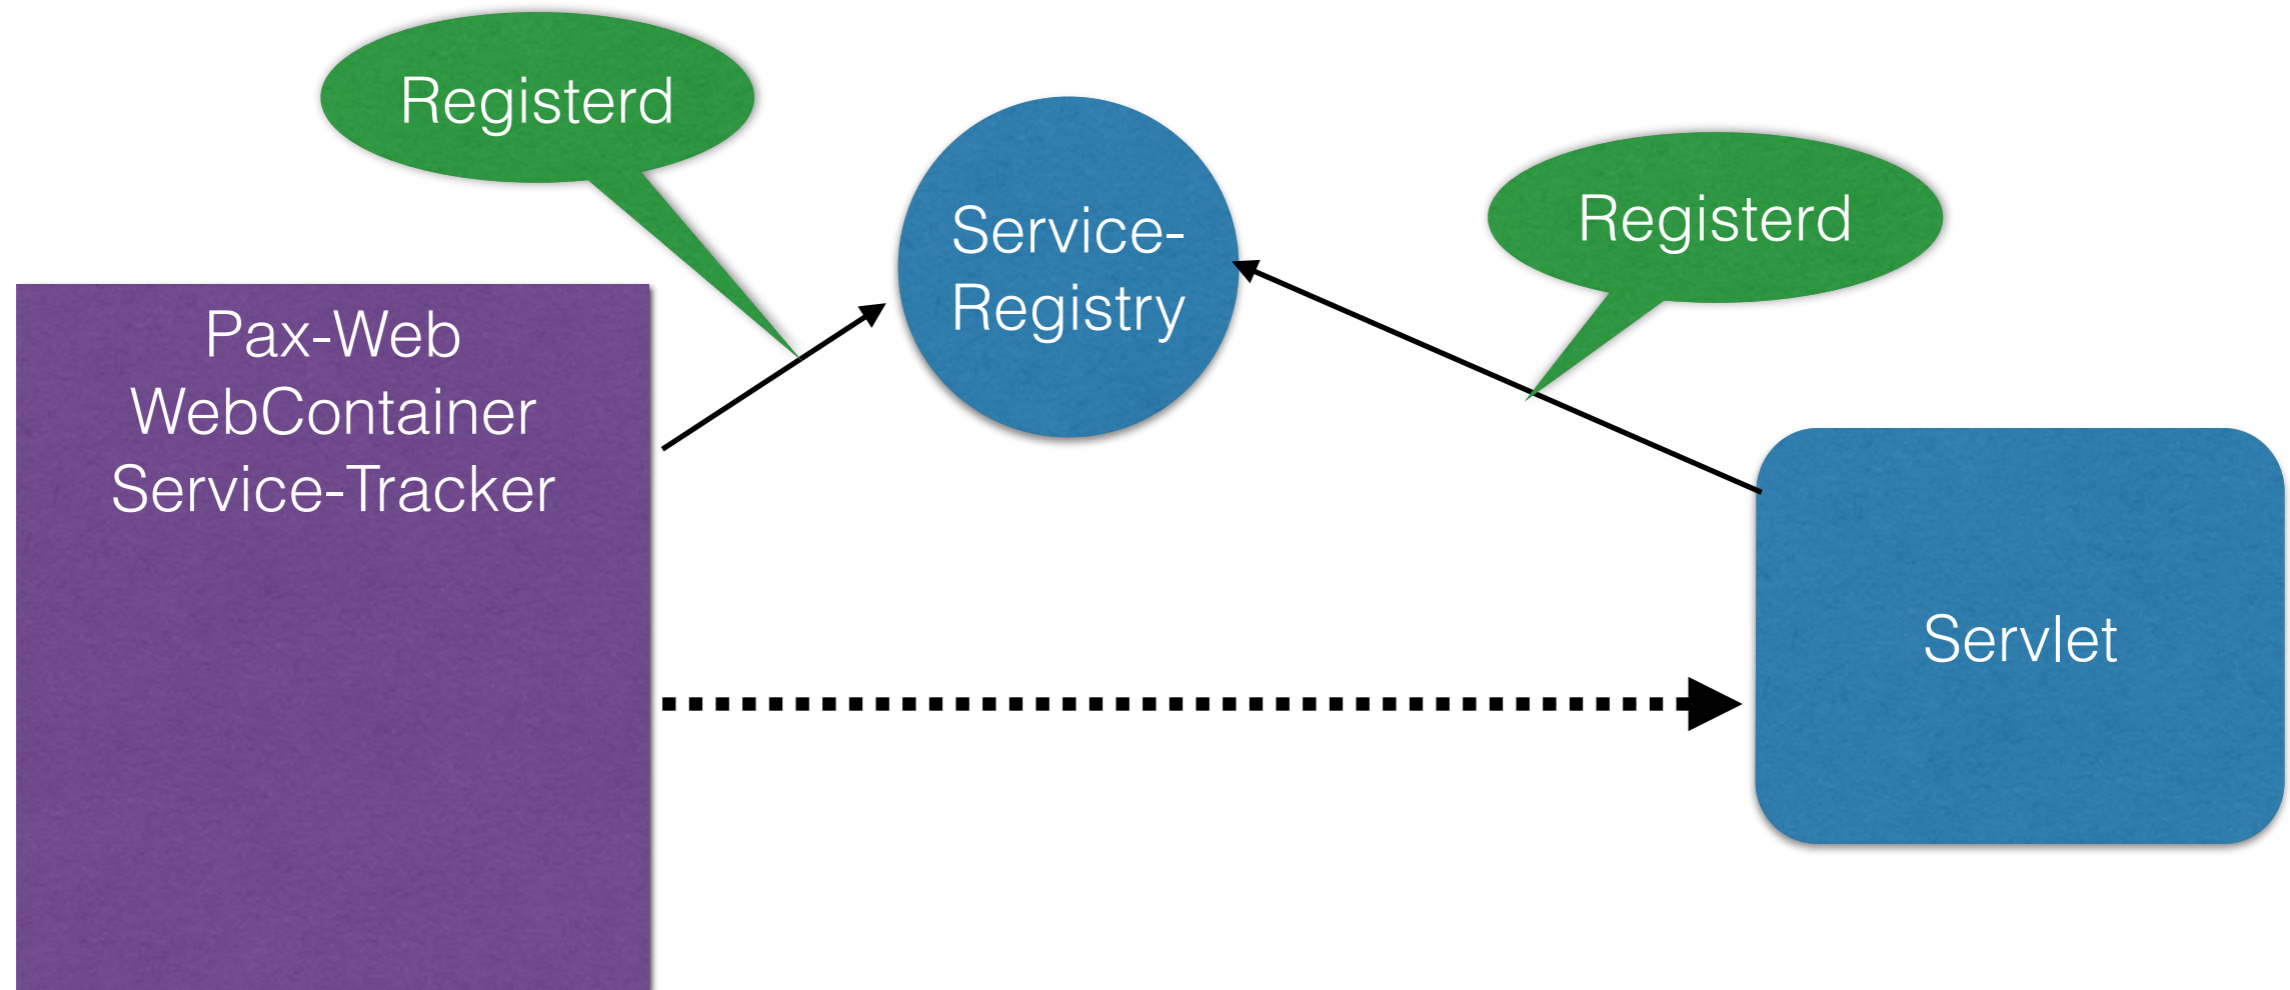 Registerd
Service-
Registry
Registerd
Pax-Web
WebContainer
Service-Tracker
Servlet